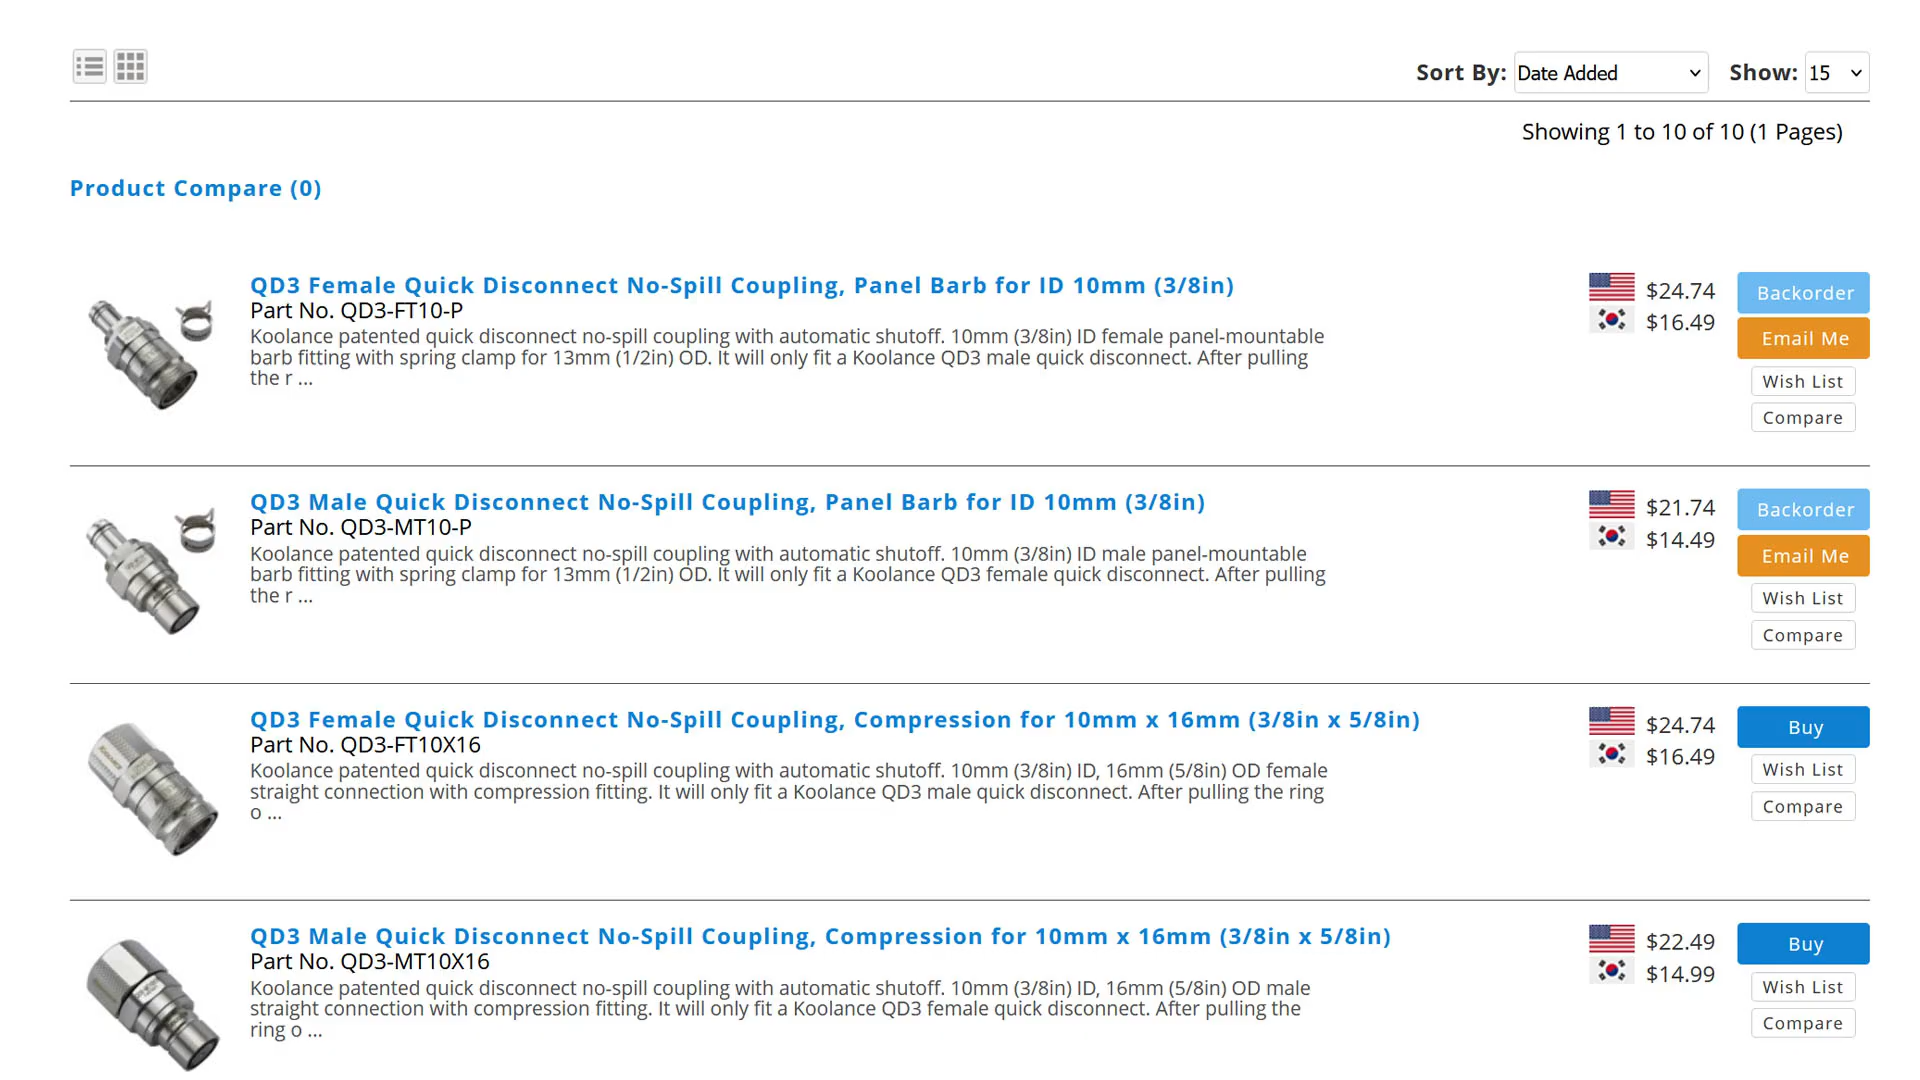 Sort By: Date Added Show: 15
Showing 1 to 10 of 10 (1 Pages)
Product Compare (0)
QD3 Female Quick Disconnect No-Spill Coupling, Panel Barb for ID 10mm (3/8in)
Part No. QD3-FT10-P
Koolance patented quick disconnect no-spill coupling with automatic shutoff. 10mm (3/8in) ID female panel-mountable
barb fitting with spring clamp for 13mm (1/2in) OD. It will only fit a Koolance QD3 male quick disconnect. After pulling
the r ...
$24.74
$16.49
Backorder
Email Me
Wish List
Compare
QD3 Male Quick Disconnect No-Spill Coupling, Panel Barb for ID 10mm (3/8in)
Part No. QD3-MT10-P
Koolance patented quick disconnect no-spill coupling with automatic shutoff. 10mm (3/8in) ID male panel-mountable
barb fitting with spring clamp for 13mm (1/2in) OD. It will only fit a Koolance QD3 female quick disconnect. After pulling
the r ...
$21.74
$14.49
Backorder
Email Me
Wish List
Compare
QD3 Female Quick Disconnect No-Spill Coupling, Compression for 10mm x 16mm (3/8in x 5/8in)
Part No. QD3-FT10X16
Koolance patented quick disconnect no-spill coupling with automatic shutoff. 10mm (3/8in) ID, 16mm (5/8in) OD female
straight connection with compression fitting. It will only fit a Koolance QD3 male quick disconnect. After pulling the ring
o ...
$24.74
$16.49
Buy
Wish List
Compare
QD3 Male Quick Disconnect No-Spill Coupling, Compression for 10mm x 16mm (3/8in x 5/8in)
Part No. QD3-MT10X16
Koolance patented quick disconnect no-spill coupling with automatic shutoff. 10mm (3/8in) ID, 16mm (5/8in) OD male
straight connection with compression fitting. It will only fit a Koolance QD3 female quick disconnect. After pulling the
ring o ...
$22.49
$14.99
Buy
Wish List
Compare